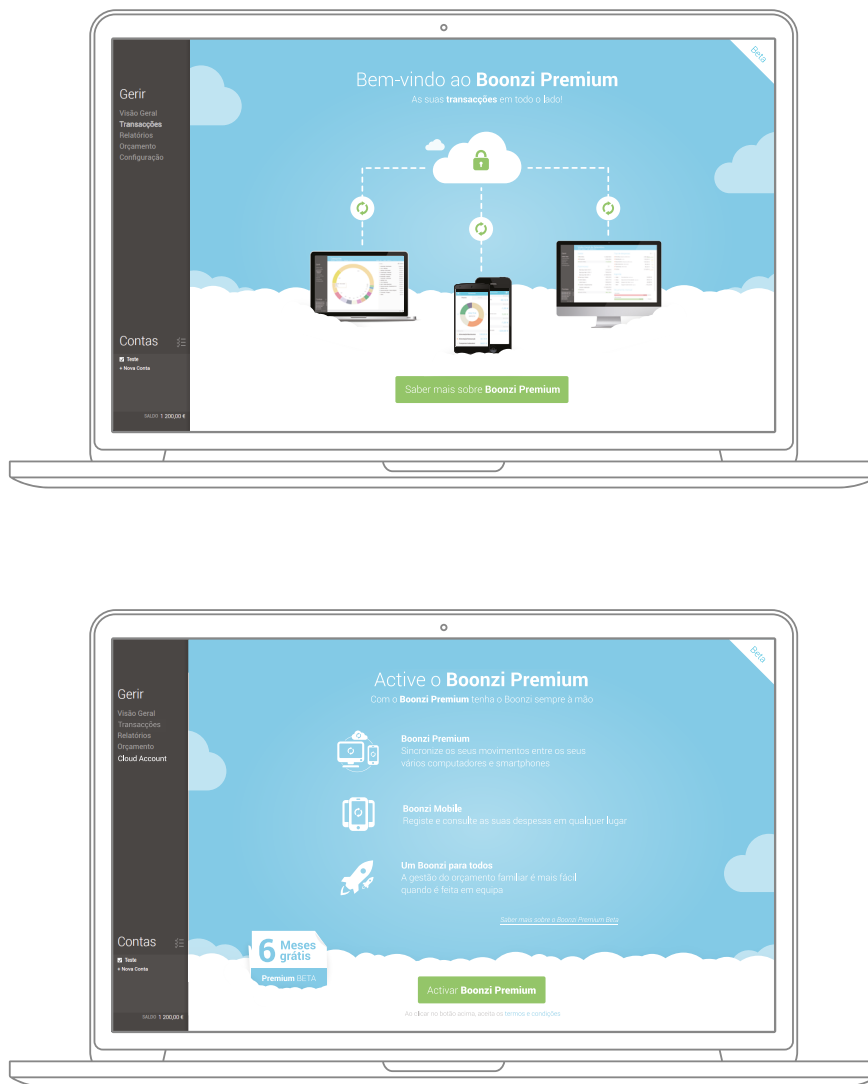 Beta
Bem-vindo ao Boonzi Premium
As suas transacções em todo o lado!
Gerir
Visão Geral
Transacções
Relatórios
Orçamento
Configuração
Contas
Teste
+ Nova Conta
SALDO 1 200,00 €
Saber mais sobre Boonzi Premium
Beta
Active o Boonzi Premium
Com o Boonzi Premium tenha o Boonzi sempre à mão
Gerir
Visão Geral
Transacções
Relatórios
Orçamento
Cloud Account
Boonzi Premium
Sincronize os seus movimentos entre os seus
vários computadores e smartphones
Boonzi Mobile
Registe e consulte as suas despesas em qualquer lugar
Um Boonzi para todos
A gestão do orçamento familiar é mais fácil
quando é feita em equipa
Saber mais sobre o Boonzi Premium Beta
Contas
Teste
+ Nova Conta
SALDO 1 200,00 €
6 Meses
grátis
Premium BETA
Activar Boonzi Premium
Ao clicar no botão acima, aceita os termos e condições